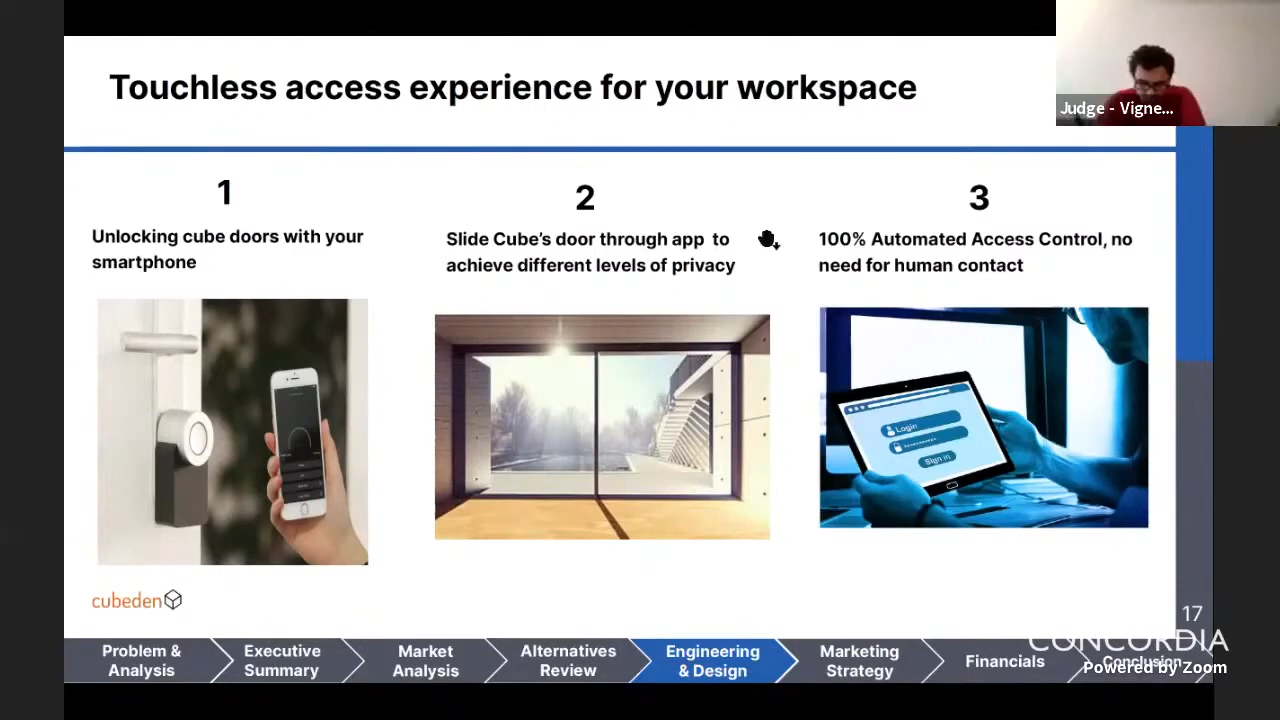 Touchless access experience for your workspace
Judge - Vigne...
1
Unlocking cube doors with your
smartphone
2
Slide Cube's door through app to
achieve different levels of privacy
3
100% Automated Access Control, no
need for human contact
Login
Sign in
cubeden
17
CONCORDIA
Problem &
Analysis
Executive
Summary
Market
Analysis
Alternatives
Review
Engineering
& Design
Marketing
Strategy
Financials
Conclusion
Powered by Zoom